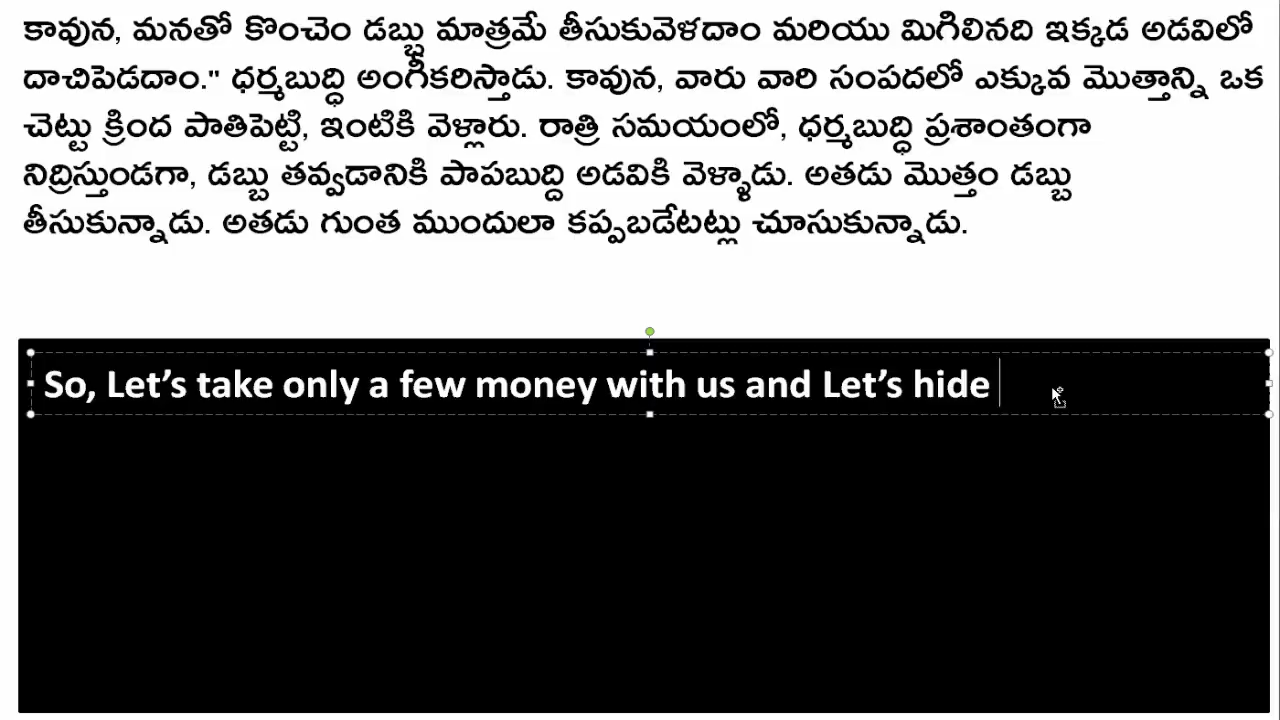 కావున, మనతో కొంచెం డబ్బు మాత్రమే తీసుకువెళదాం మరియు మిగిలినది ఇక్కడ అడవిలో
దాచిపెడదాం." ధర్మబుద్ధి అంగీకరిస్తాడు. కావున, వారు వారి సంపదలో ఎక్కువ మొత్తాన్ని ఒక
చెట్టు క్రింద పాతిపెట్టి, ఇంటికి వెళ్లారు. రాత్రి సమయంలో, ధర్మబుద్ధి ప్రశాంతంగా
నిద్రిస్తుండగా, డబ్బు తవ్వడానికి పాపబుద్ది అడవికి వెళ్ళాడు. అతడు మొత్తం డబ్బు
తీసుకున్నాడు. అతడు గుంత ముందులా కప్పబడేటట్లు చూసుకున్నాడు.
So, Let’s take only a few money with us and Let’s hide